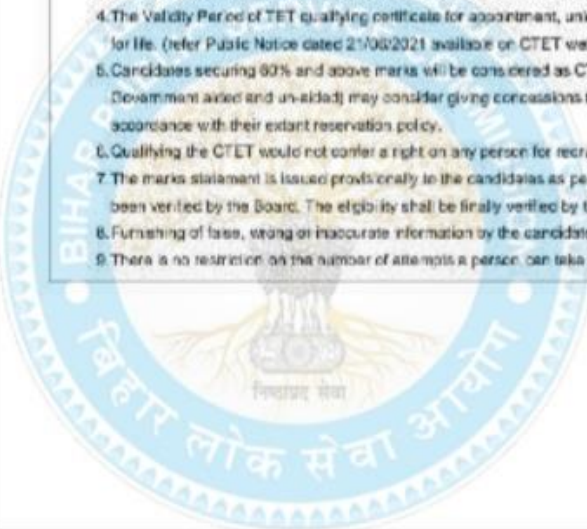 4. The Validity Period of TET qualifying certificate for appointment, un
for life. (refer Public Notice dated 21/06/2021 available on CTET we
5. Candidates securing 60% and above marks will be considered as CT
Government aided and un-aided) may consider giving concessions t
accordance with their extant reservation policy.
6. Qualifying the CTET would not confer a right on any person for recru
7. The marks statement is issued provisionally to the candidates as pe
been verified by the Board. The eligibility shall be finally verified by t
8. Furnishing of false, wrong or inaccurate information by the candidate
9. There is no restriction on the number of attempts a person can take
BIHAR
बिहार लोक सेवा आयोग